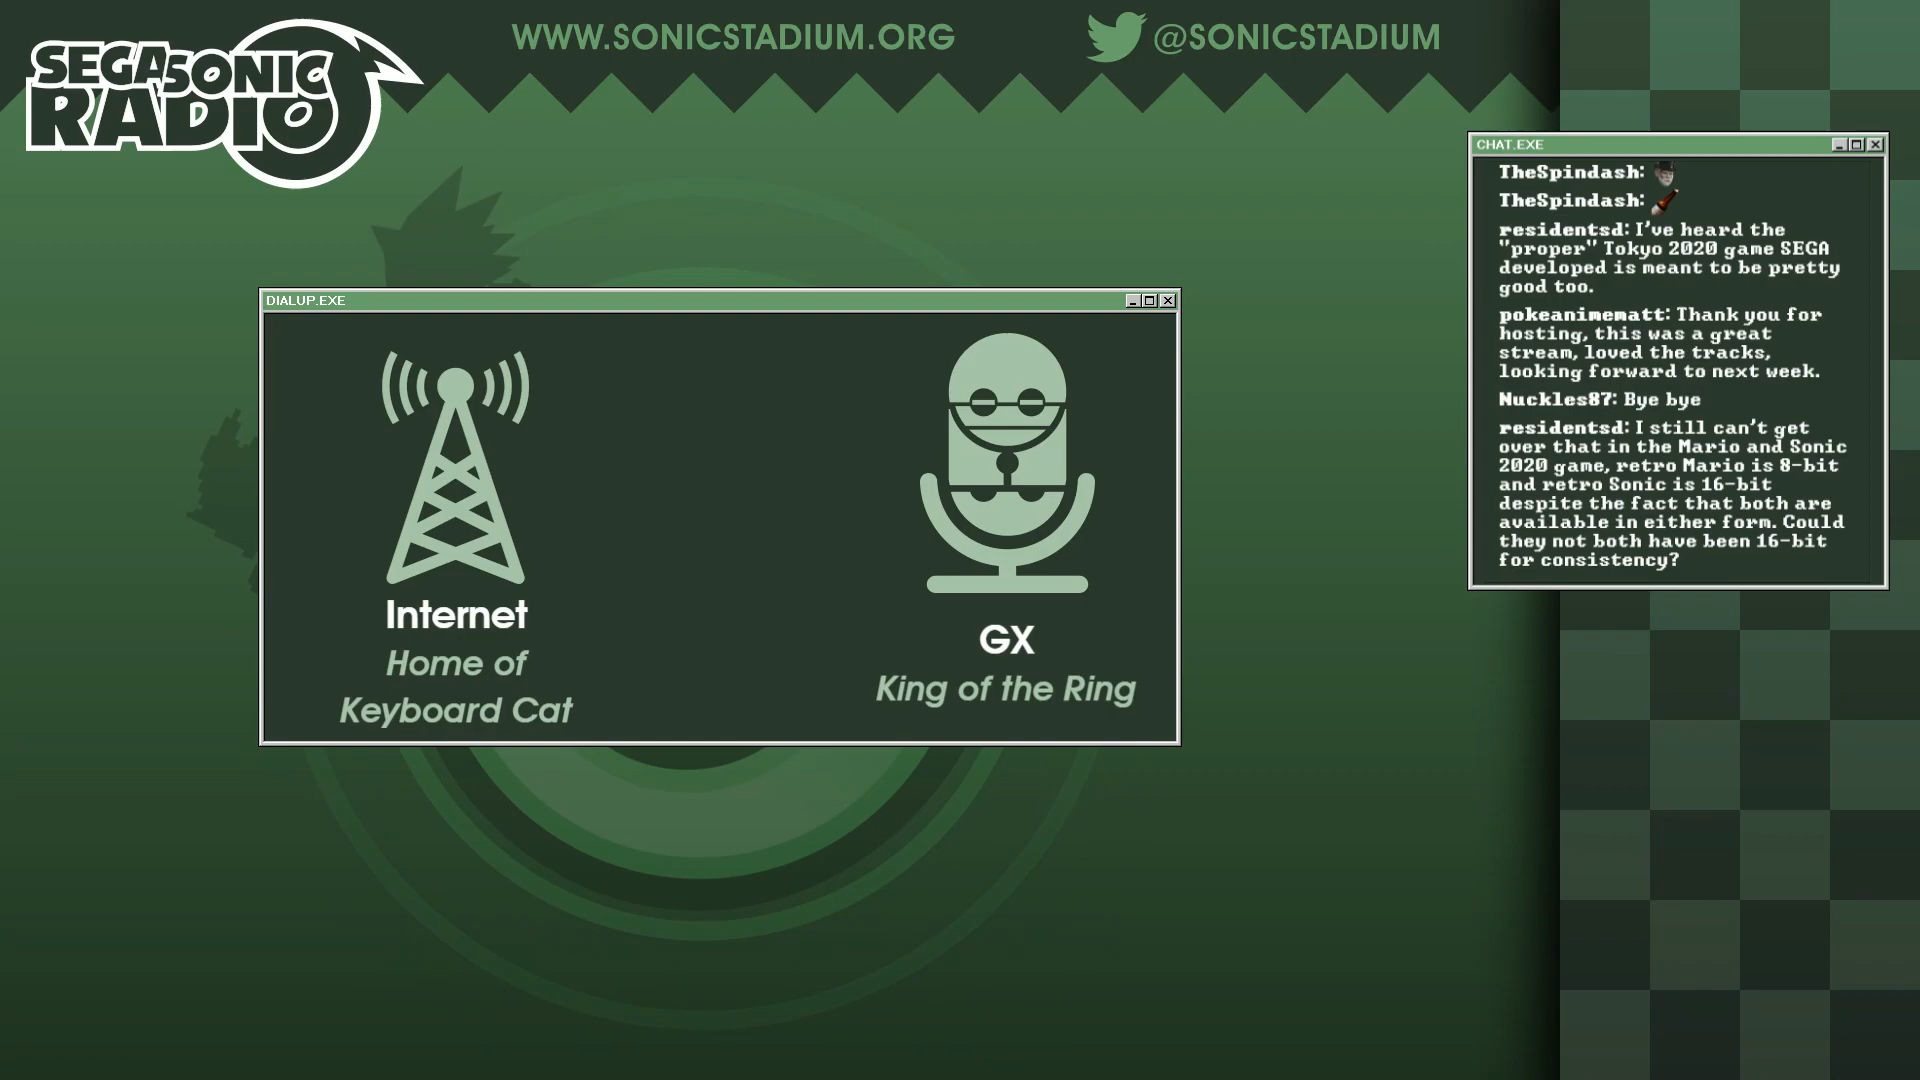 SEGASONIC
RADIO
WWW.SONICSTADIUM.ORG
@SONICSTADIUM
DIALUP.EXE
Internet
Home of
Keyboard Cat
GX
King of the Ring
CHAT.EXE
TheSpindash:
TheSpindash:
residentsd: I've heard the
"proper" Tokyo 2020 game SEGA
developed is meant to be pretty
good too.
pokeanimematt: Thank you for
hosting, this was a great
stream, loved the tracks,
looking forward to next week.
Nuckles87: Bye bye
residentsd: I still can't get
over that in the Mario and Sonic
2020 game, retro Mario is 8-bit
and retro Sonic is 16-bit
despite the fact that both are
available in either form. Could
they not both have been 16-bit
for consistency?